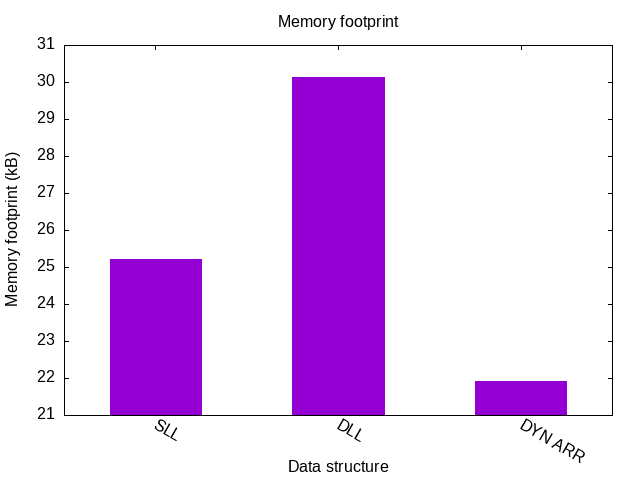 Memory footprint
31
30
29
28
27
26
25
24
23
22
21
Memory footprint (kB)
SLL
DLL
DYN ARR
Data structure